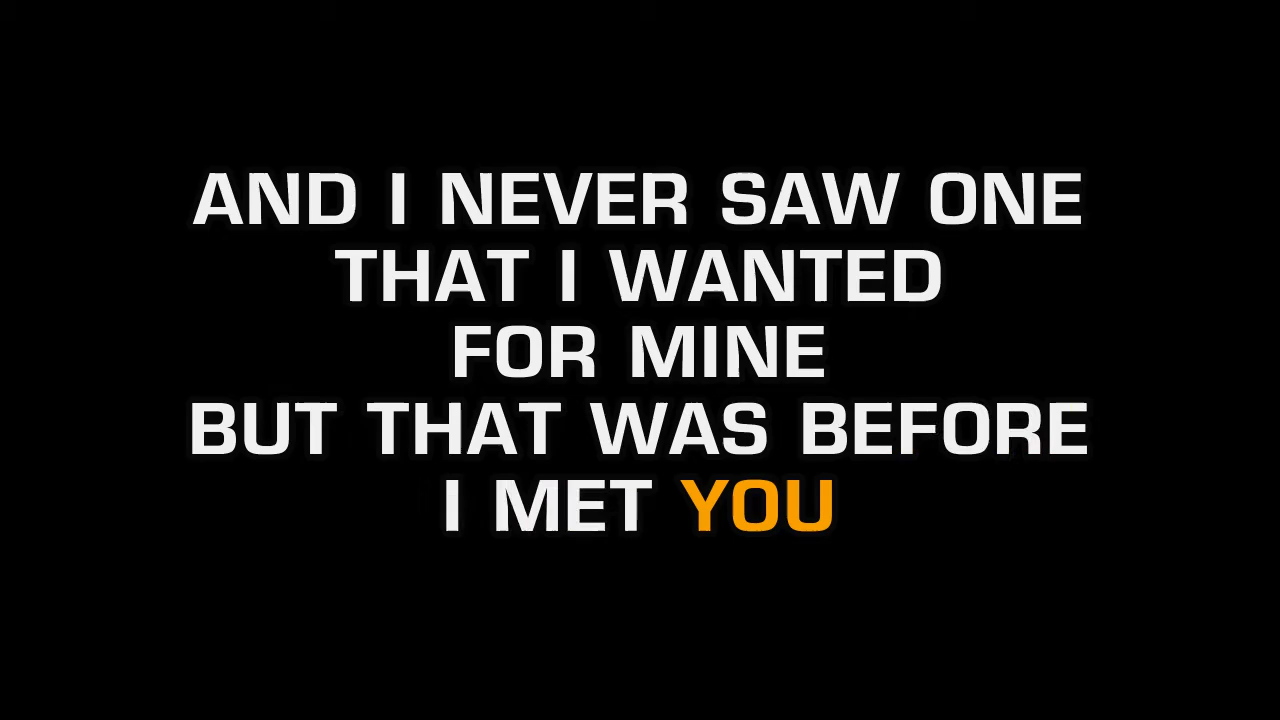 AND I NEVER SAW ONE
THAT I WANTED
FOR MINE
BUT THAT WAS BEFORE
I MET YOU